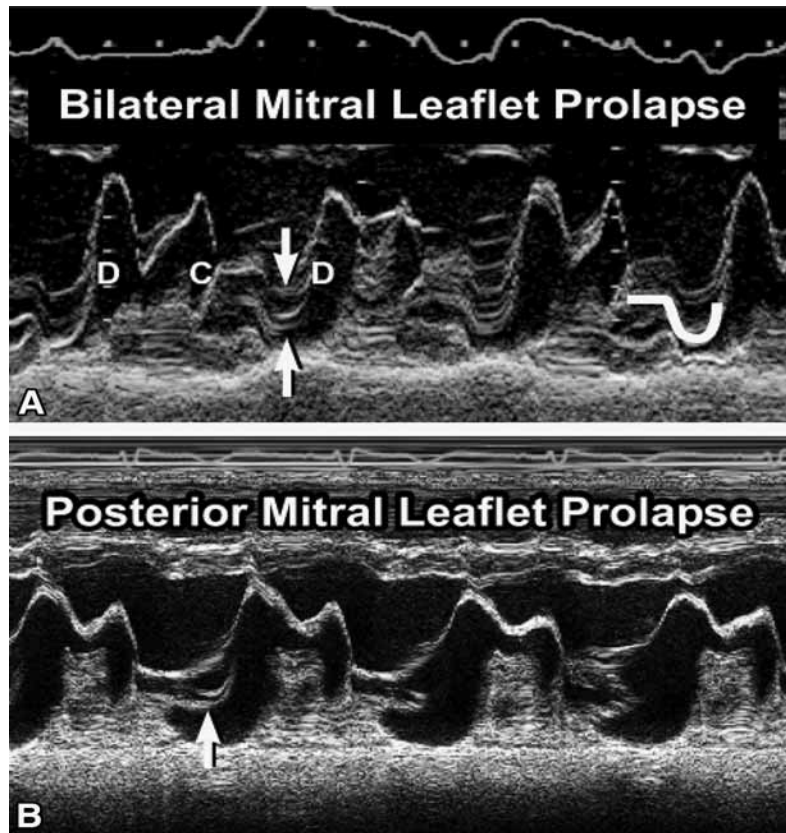 Bilateral Mitral Leaflet Prolapse
D C D
A
Posterior Mitral Leaflet Prolapse
B